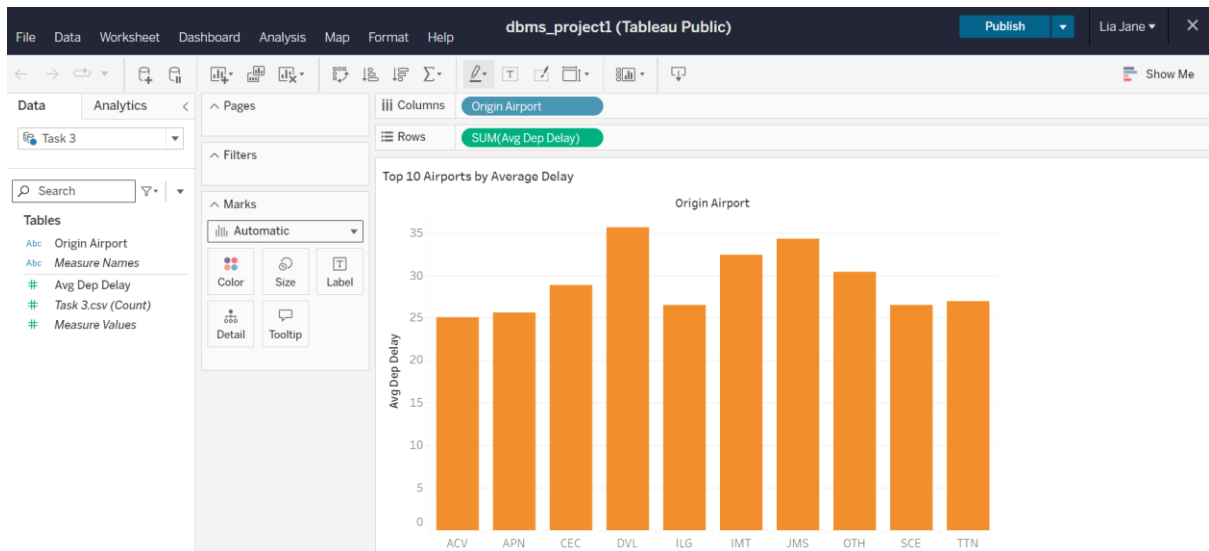 dbms_project1 (Tableau Public)
Publish
Lia Jane
File Data Worksheet Dashboard Analysis Map Format Help
Show Me
Data Analytics
Pages
Columns Origin Airport
Task 3
Rows SUM(Avg Dep Delay)
Filters
Search
Top 10 Airports by Average Delay
Marks
Tables
Automatic
Origin Airport
Abc Origin Airport
Abc Measure Names
Avg Dep Delay
Task 3.csv (Count)
Measure Values
Color Size Label
Detail Tooltip
Avg Dep Delay
35
30
25
20
15
10
5
0
ACV APN CEC DVL ILG IMT JMS OTH SCE TTN